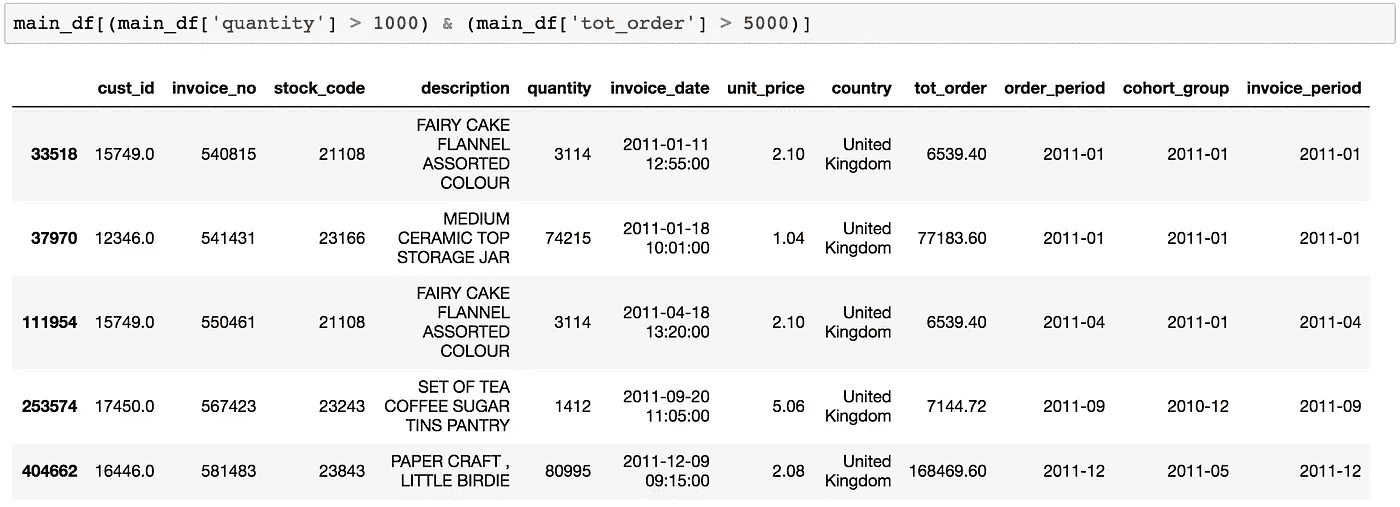 main_df[(main_df['quantity'] > 1000) & (main_df['tot_order'] > 5000)]
cust_id invoice_no stock_code description quantity invoice_date unit_price country tot_order order_period cohort_group invoice_period
33518 15749.0 540815 21108 FAIRY CAKE FLANNEL ASSORTED COLOUR 3114 2011-01-11 12:55:00 2.10 United Kingdom 6539.40 2011-01 2011-01 2011-01
37970 12346.0 541431 23166 MEDIUM CERAMIC TOP STORAGE JAR 74215 2011-01-18 10:01:00 1.04 United Kingdom 77183.60 2011-01 2011-01 2011-01
111954 15749.0 550461 21108 FAIRY CAKE FLANNEL ASSORTED COLOUR 3114 2011-04-18 13:20:00 2.10 United Kingdom 6539.40 2011-04 2011-01 2011-04
253574 17450.0 567423 23243 SET OF TEA COFFEE SUGAR TINS PANTRY 1412 2011-09-20 11:05:00 5.06 United Kingdom 7144.72 2011-09 2010-12 2011-09
404662 16446.0 581483 23843 PAPER CRAFT , LITTLE BIRDIE 80995 2011-12-09 09:15:00 2.08 United Kingdom 168469.60 2011-12 2011-05 2011-12